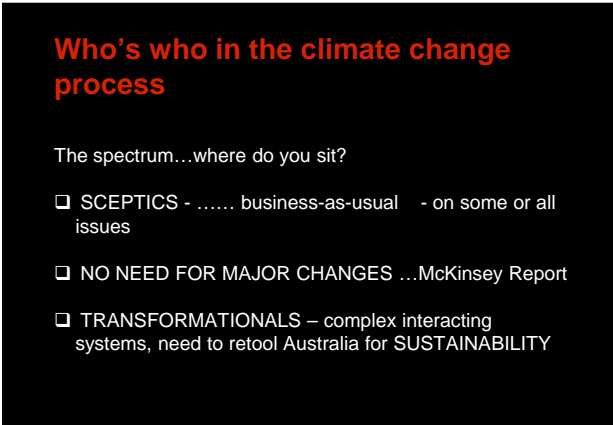 Who's who in the climate change
process
The spectrum…where do you sit?
❑ SCEPTICS - …… business-as-usual - on some or all
issues
❑ NO NEED FOR MAJOR CHANGES …McKinsey Report
❑ TRANSFORMATIONALS – complex interacting
systems, need to retool Australia for SUSTAINABILITY